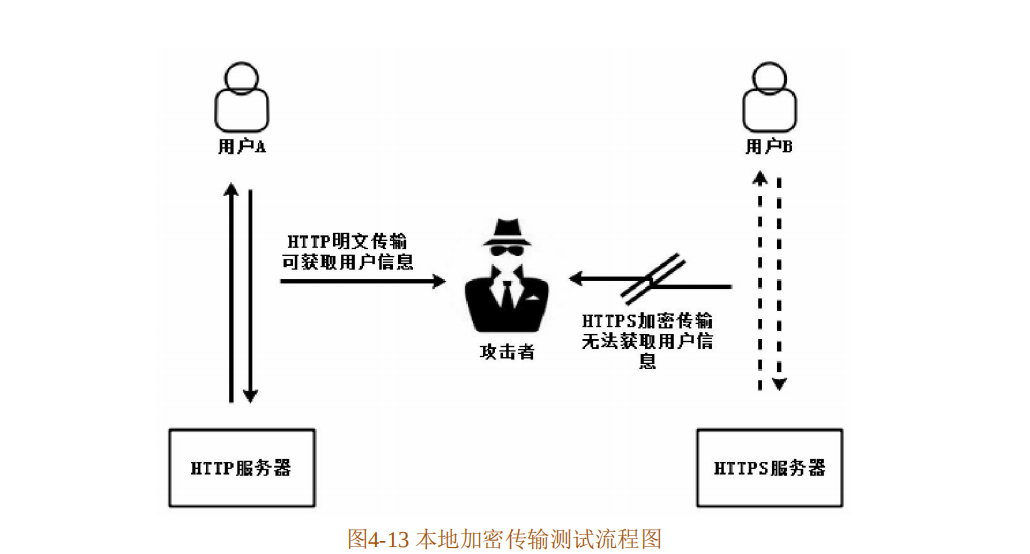 用户A
用户B
HTTP明文传输
可获取用户信息
攻击者
HTTPS加密传输
无法获取用户信
息
HTTP服务器
HTTPS服务器
图4-13 本地加密传输测试流程图